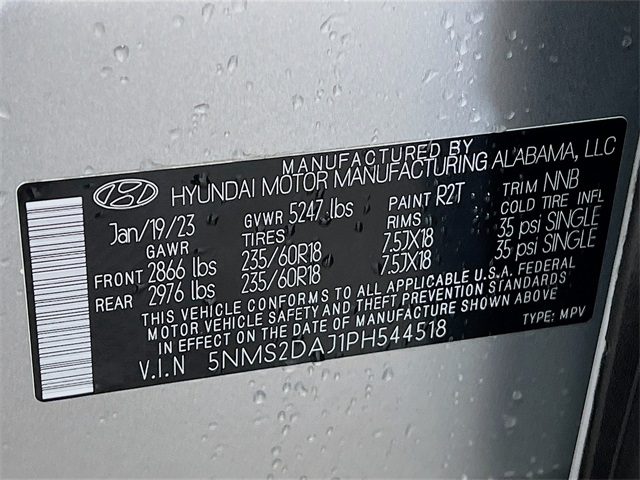 MANUFACTURED BY
HYUNDAI MOTOR MANUFACTURING ALABAMA, LLC
Jan/19/23 GVWR 5247 lbs PAINT R2T TRIM NNB
GAWR TIRES RIMS COLD TIRE INFL
FRONT 2866 lbs 235/60R18 7.5JX18 35 psi SINGLE
REAR 2976 lbs 235/60R18 7.5JX18 35 psi SINGLE
THIS VEHICLE CONFORMS TO ALL APPLICABLE U.S.A. FEDERAL
MOTOR VEHICLE SAFETY AND THEFT PREVENTION STANDARDS
IN EFFECT ON THE DATE OF MANUFACTURE SHOWN ABOVE
V.I.N 5NMS2DAJ1PH544518 TYPE: MPV